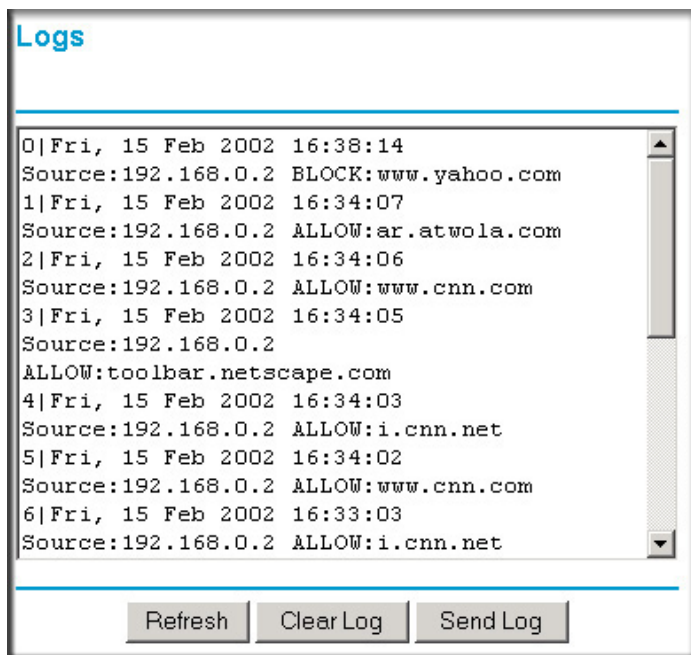 Logs
0|Fri, 15 Feb 2002 16:38:14
Source:192.168.0.2 BLOCK:www.yahoo.com
1|Fri, 15 Feb 2002 16:34:07
Source:192.168.0.2 ALLOW:ar.atwola.com
2|Fri, 15 Feb 2002 16:34:06
Source:192.168.0.2 ALLOW:www.cnn.com
3|Fri, 15 Feb 2002 16:34:05
Source:192.168.0.2
ALLOW:toolbar.netscape.com
4|Fri, 15 Feb 2002 16:34:03
Source:192.168.0.2 ALLOW:i.cnn.net
5|Fri, 15 Feb 2002 16:34:02
Source:192.168.0.2 ALLOW:www.cnn.com
6|Fri, 15 Feb 2002 16:33:03
Source:192.168.0.2 ALLOW:i.cnn.net
Refresh Clear Log Send Log